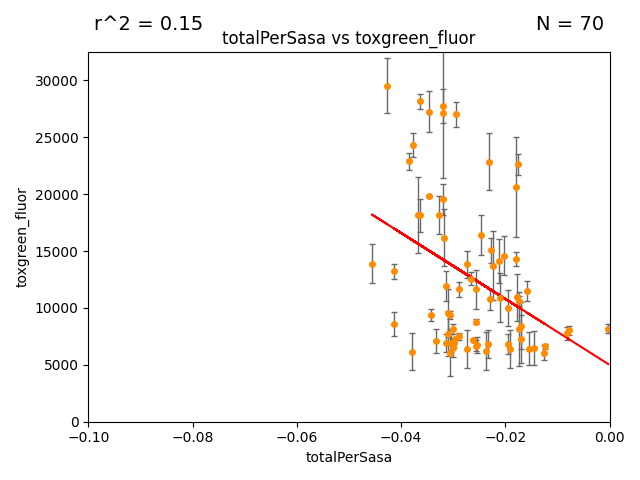 r^2 = 0.15
N = 70
totalPerSasa vs toxgreen_fluor
toxgreen_fluor
30000
25000
20000
15000
10000
5000
0
−0.10
−0.08
−0.06
−0.04
−0.02
0.00
totalPerSasa